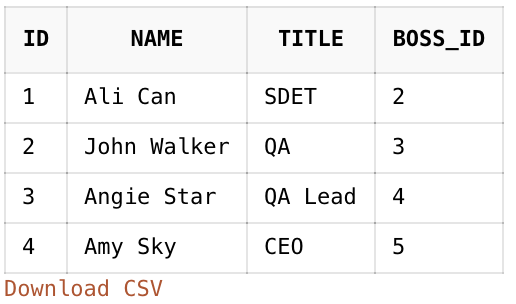 ID NAME TITLE BOSS_ID
1 Ali Can SDET 2
2 John Walker QA 3
3 Angie Star QA Lead 4
4 Amy Sky CEO 5
Download CSV